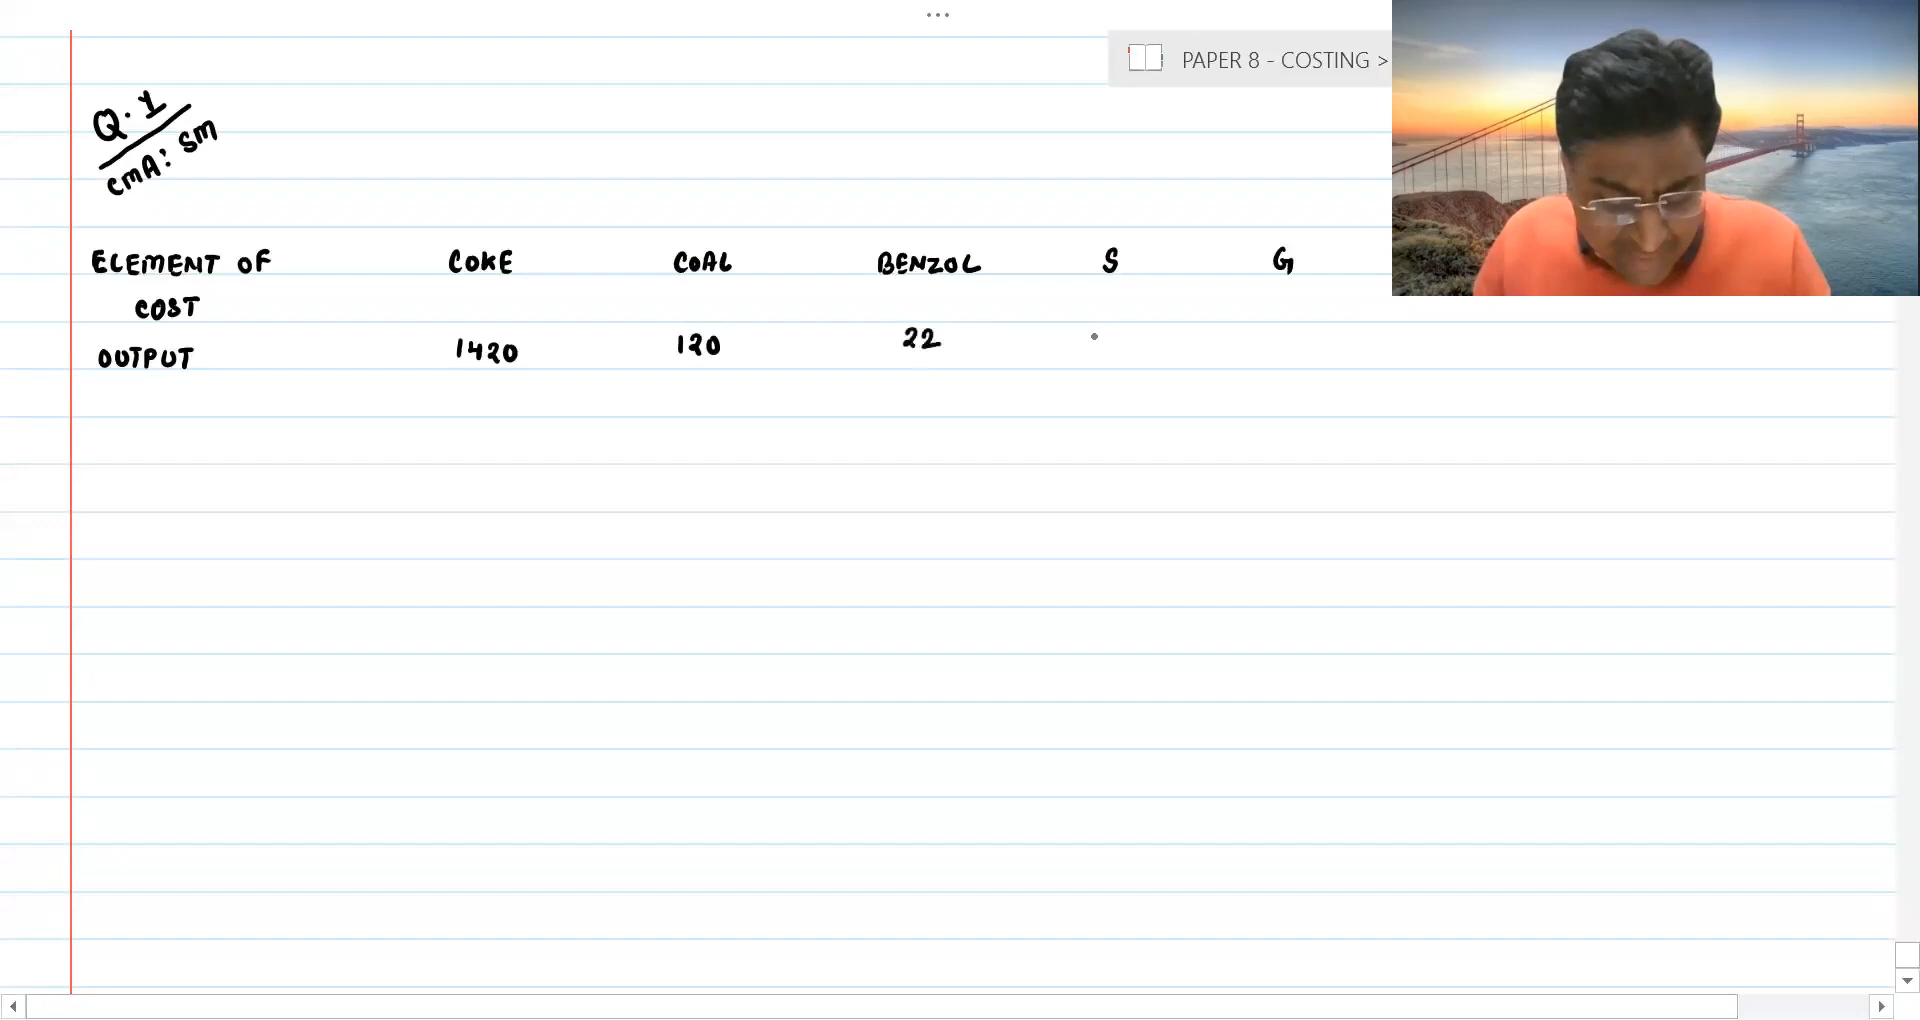 PAPER 8 - COSTING >
Q. 1
CMA: SM
ELEMENT OF COKE COAL BENZOL S G
COST
OUTPUT 1420 120 22